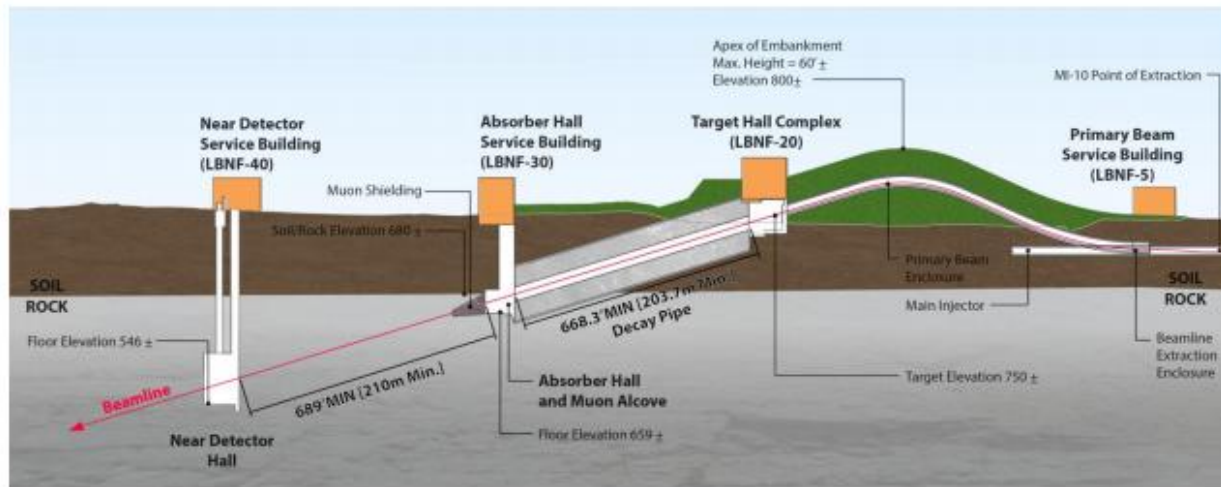 Apex of Embankment
Max. Height = 60' ±
Elevation 800±
MI-10 Point of Extraction
Near Detector
Service Building
(LBNF-40)
Absorber Hall
Service Building
(LBNF-30)
Target Hall Complex
(LBNF-20)
Primary Beam
Service Building
(LBNF-5)
Muon Shielding
Soil/Rock Elevation 680 ±
Primary Beam
Enclosure
SOIL
ROCK
SOIL
ROCK
668.3'MIN [203.7m Min.]
Decay Pipe
Main Injector
Floor Elevation 546 ±
Beamline
Extraction
Enclosure
Target Elevation 750 ±
689'MIN [210m Min.]
Absorber Hall
and Muon Alcove
Beamline
Floor Elevation 659 ±
Near Detector
Hall